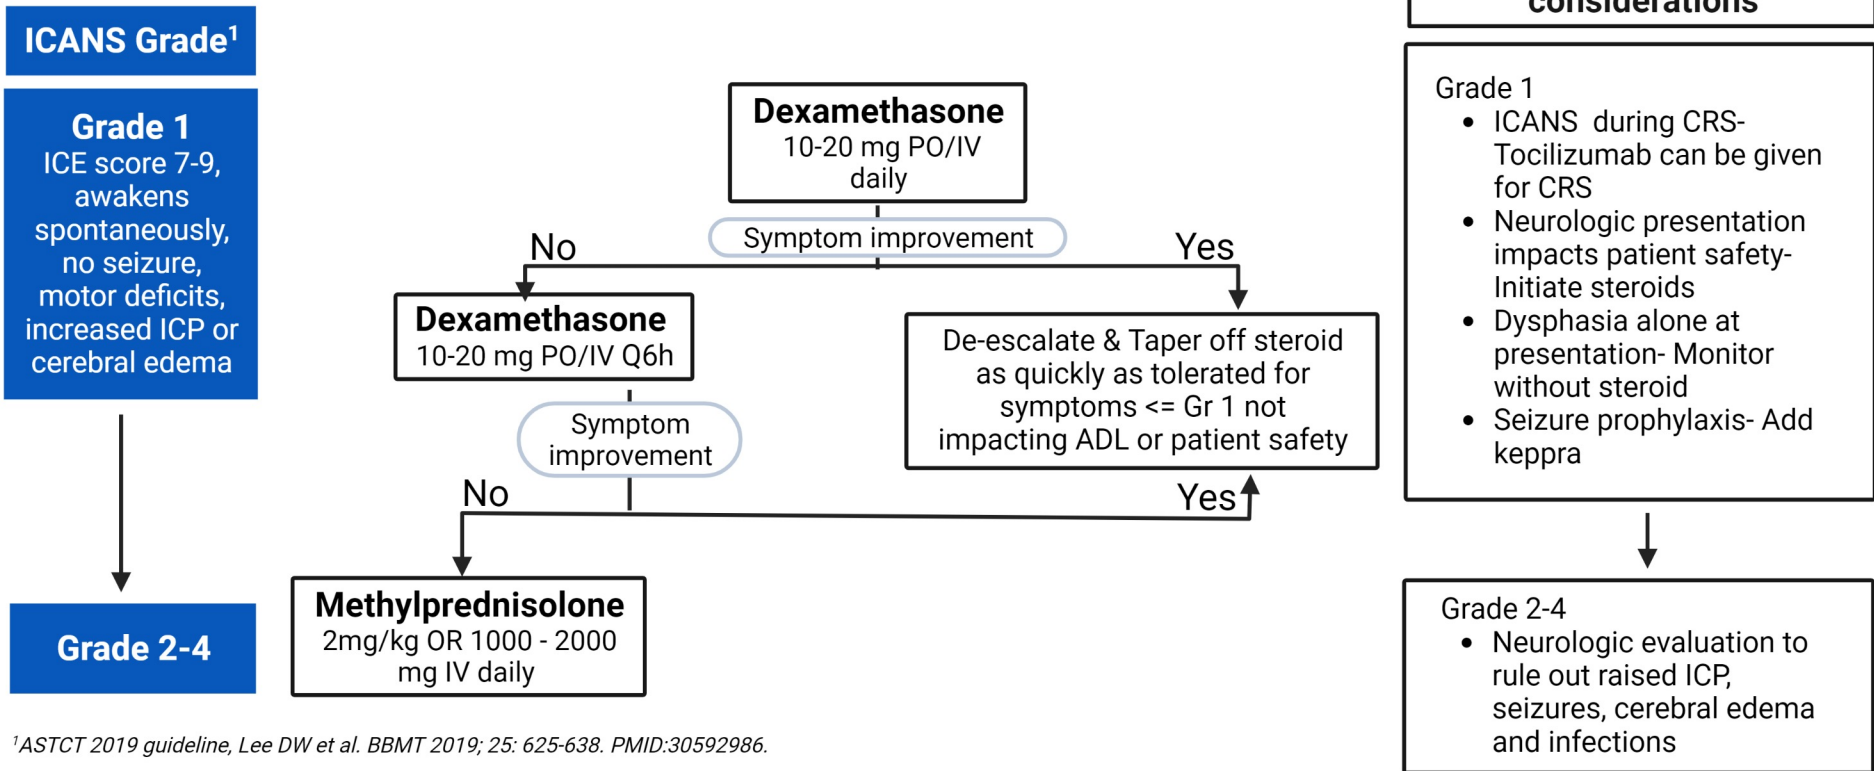 ICANS Grade¹
Grade 1
ICE score 7-9,
awakens
spontaneously,
no seizure,
motor deficits,
increased ICP or
cerebral edema
Grade 2-4
Dexamethasone
10-20 mg PO/IV
daily
Symptom improvement
No
Yes
Dexamethasone
10-20 mg PO/IV Q6h
De-escalate & Taper off steroid
as quickly as tolerated for
symptoms <= Gr 1 not
impacting ADL or patient safety
Symptom
improvement
No
Yes
Methylprednisolone
2mg/kg OR 1000 - 2000
mg IV daily
considerations
Grade 1
• ICANS during CRS-
Tocilizumab can be given
for CRS
• Neurologic presentation
impacts patient safety-
Initiate steroids
• Dysphasia alone at
presentation- Monitor
without steroid
• Seizure prophylaxis- Add
keppra
Grade 2-4
• Neurologic evaluation to
rule out raised ICP,
seizures, cerebral edema
and infections
¹ASTCT 2019 guideline, Lee DW et al. BBMT 2019; 25: 625-638. PMID:30592986.